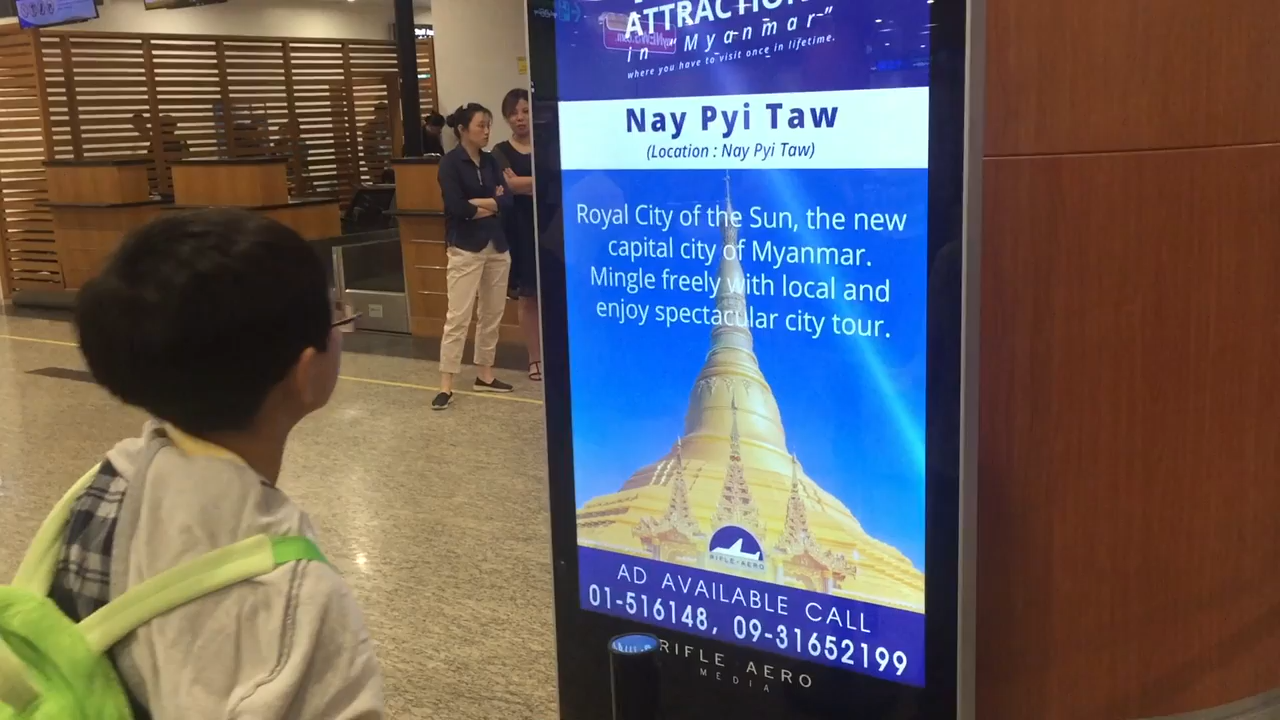 ATTRACTION
in "Myanmar"
where you have to visit once in lifetime.
Nay Pyi Taw
(Location : Nay Pyi Taw)
Royal City of the Sun, the new
capital city of Myanmar.
Mingle freely with local and
enjoy spectacular city tour.
RIFLE-AERO
AD AVAILABLE CALL
01-516148, 09-31652199
RIFLE AERO
MEDIA